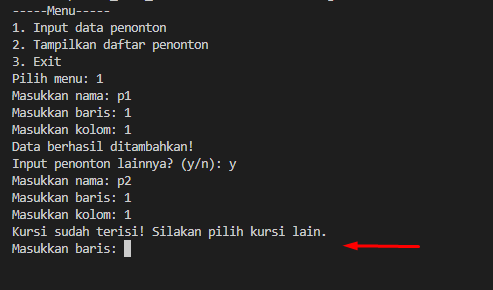 -----Menu-----
1. Input data penonton
2. Tampilkan daftar penonton
3. Exit
Pilih menu: 1
Masukkan nama: p1
Masukkan baris: 1
Masukkan kolom: 1
Data berhasil ditambahkan!
Input penonton lainnya? (y/n): y
Masukkan nama: p2
Masukkan baris: 1
Masukkan kolom: 1
Kursi sudah terisi! Silakan pilih kursi lain.
Masukkan baris: